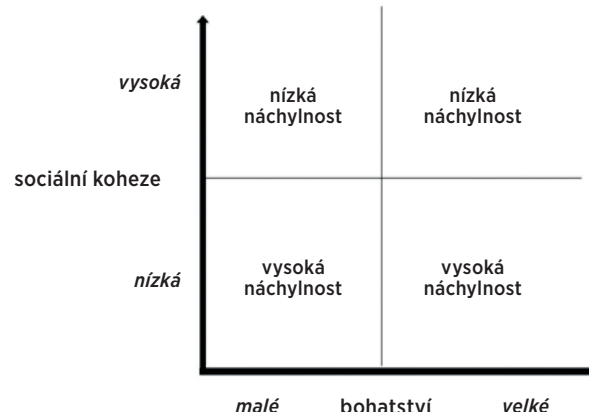 vysoká
nízká
náchylnost
nízká
náchylnost
sociální koheze
nízká
vysoká
náchylnost
vysoká
náchylnost
malé
bohatství
velké